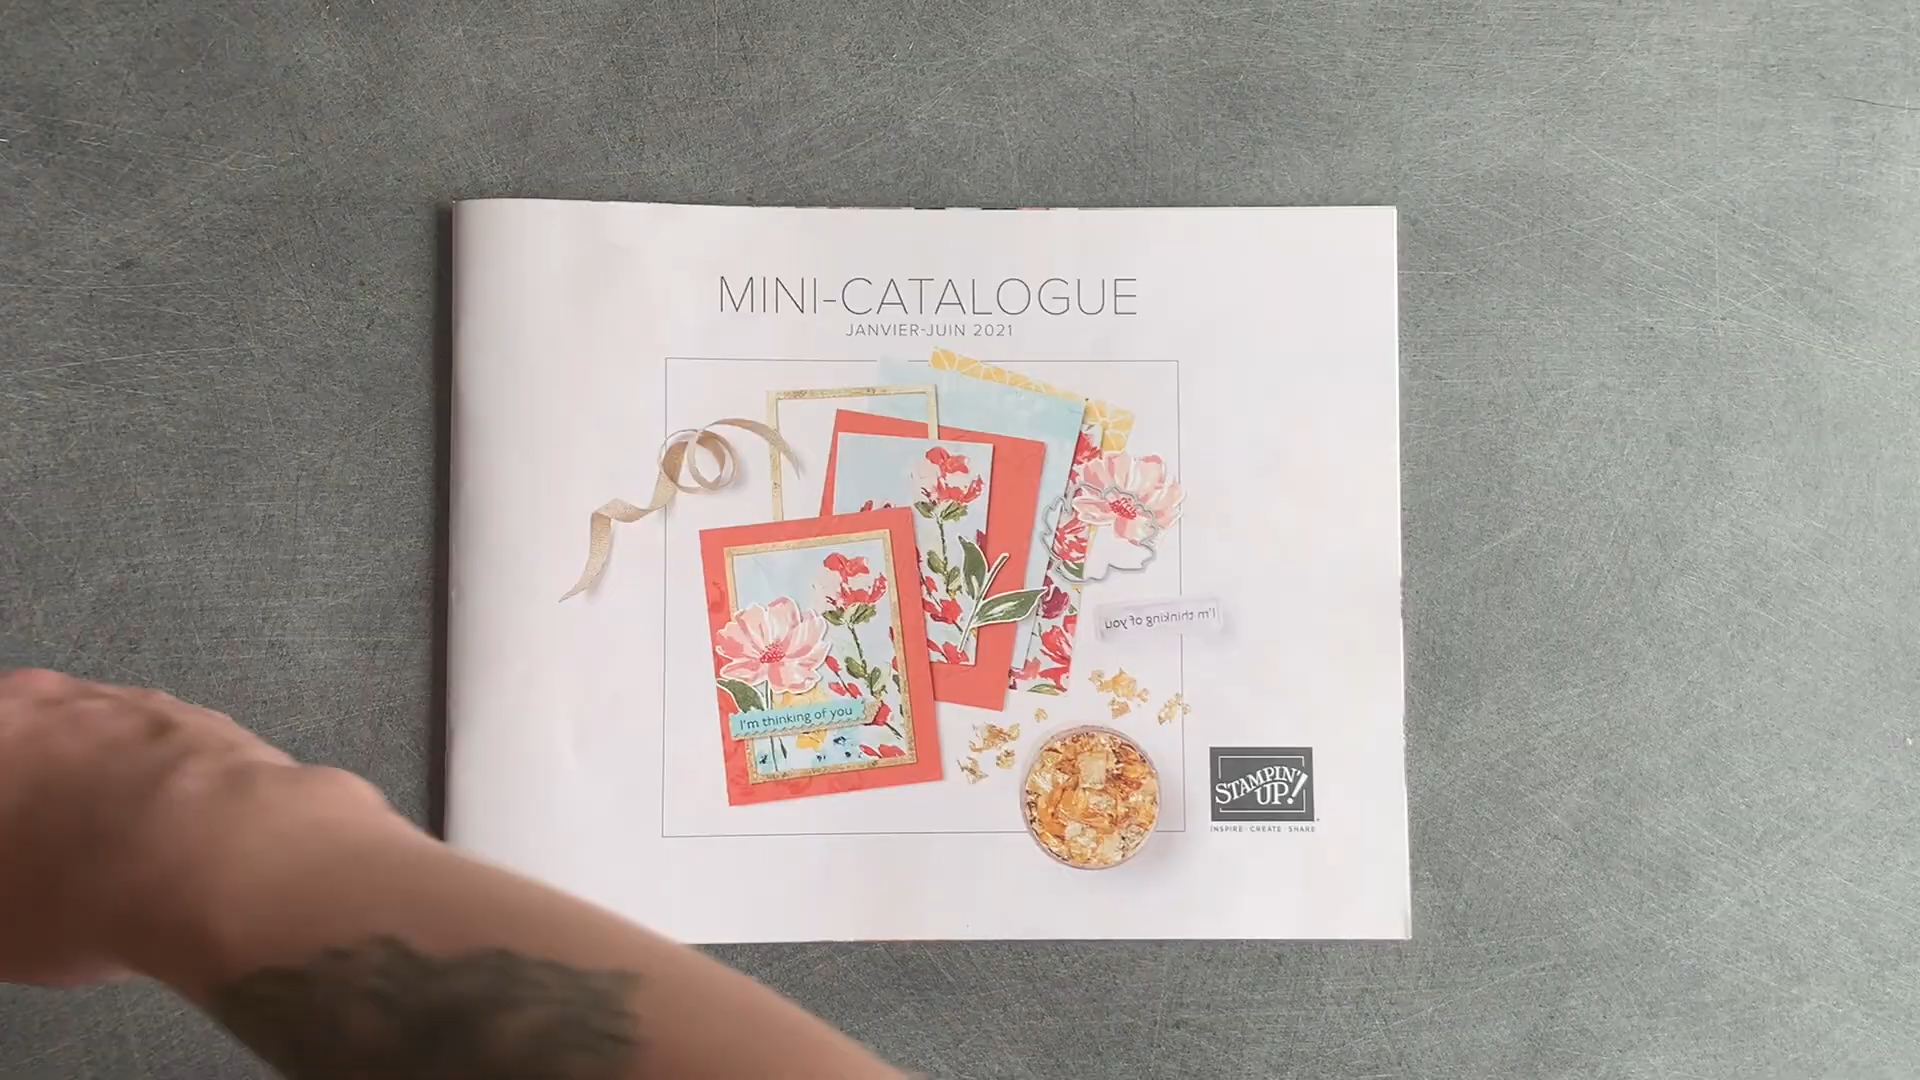 MINI-CATALOGUE
JANVIER-JUIN 2021
I'm thinking of you
I'm thinking of you
STAMPIN' UP!
INSPIRE · CREATE · SHARE